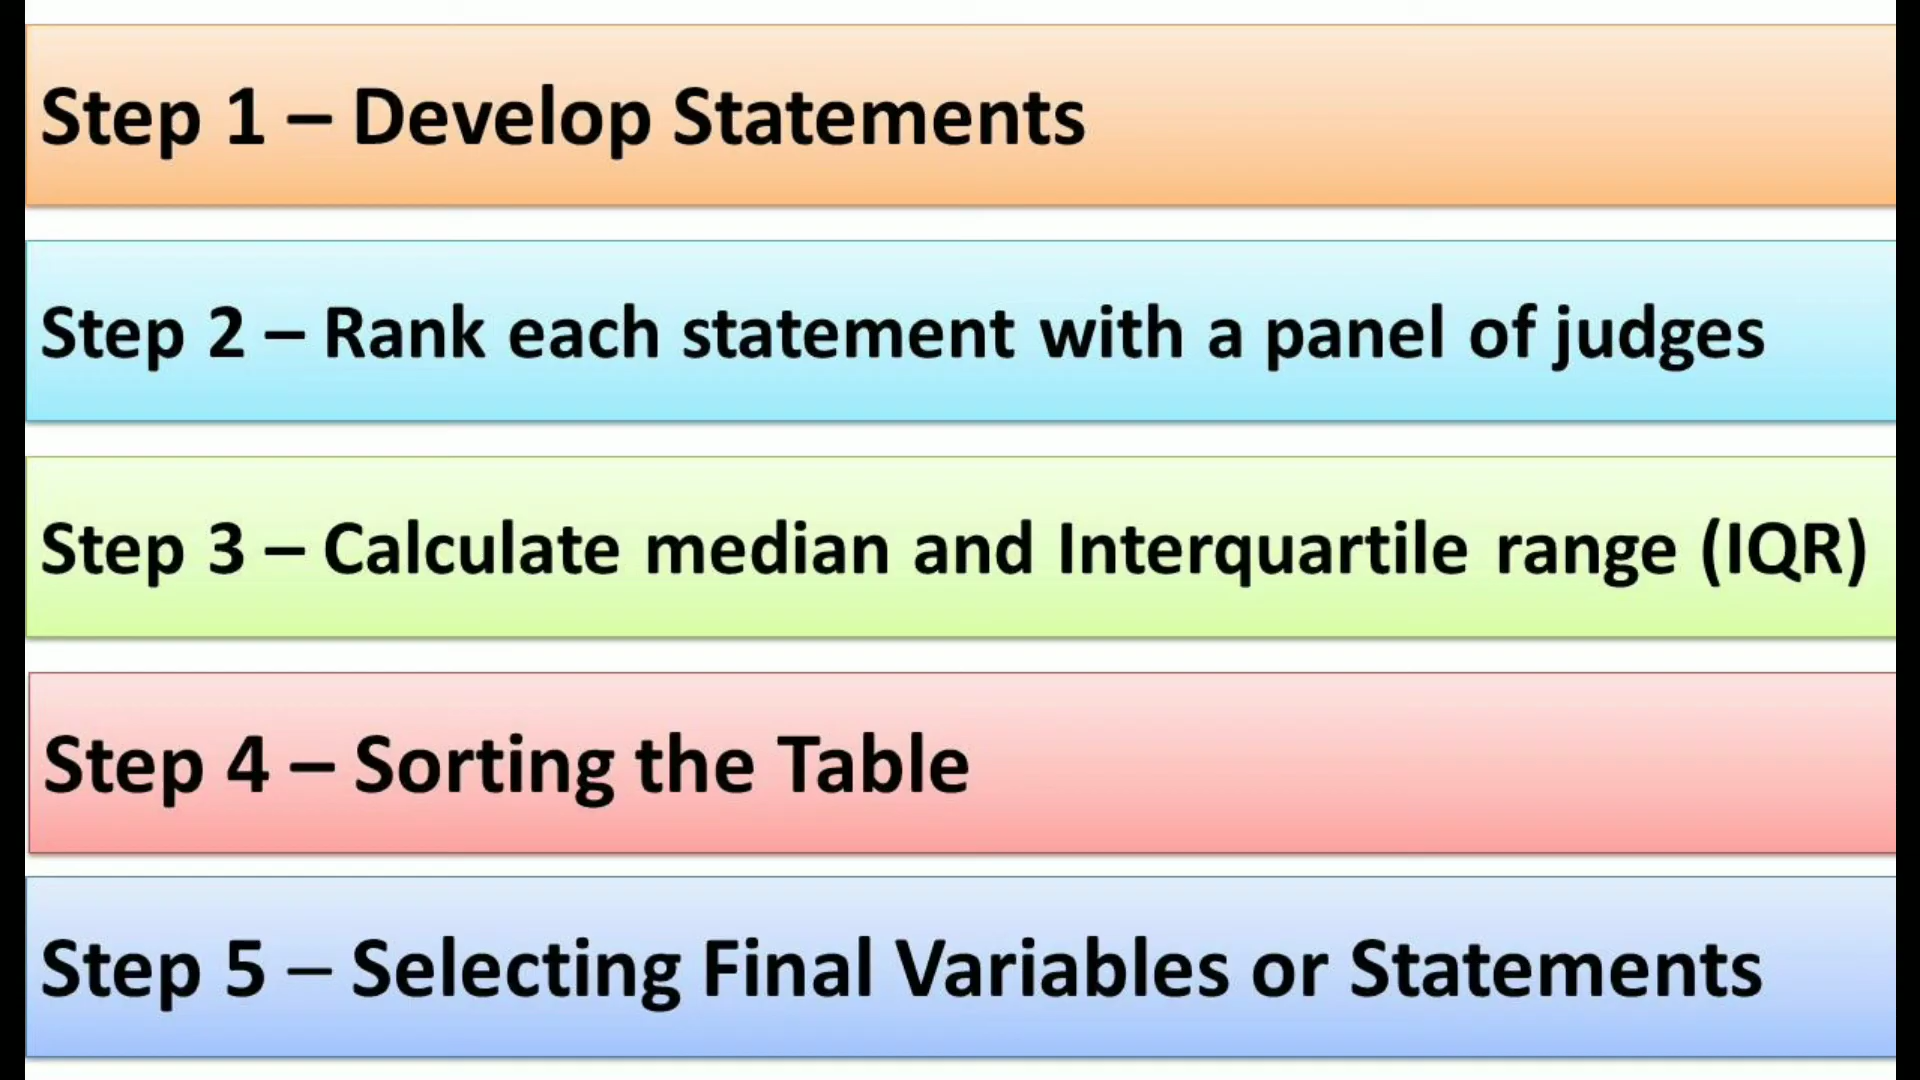 Step 1 – Develop Statements
Step 2 – Rank each statement with a panel of judges
Step 3 – Calculate median and Interquartile range (IQR)
Step 4 – Sorting the Table
Step 5 – Selecting Final Variables or Statements